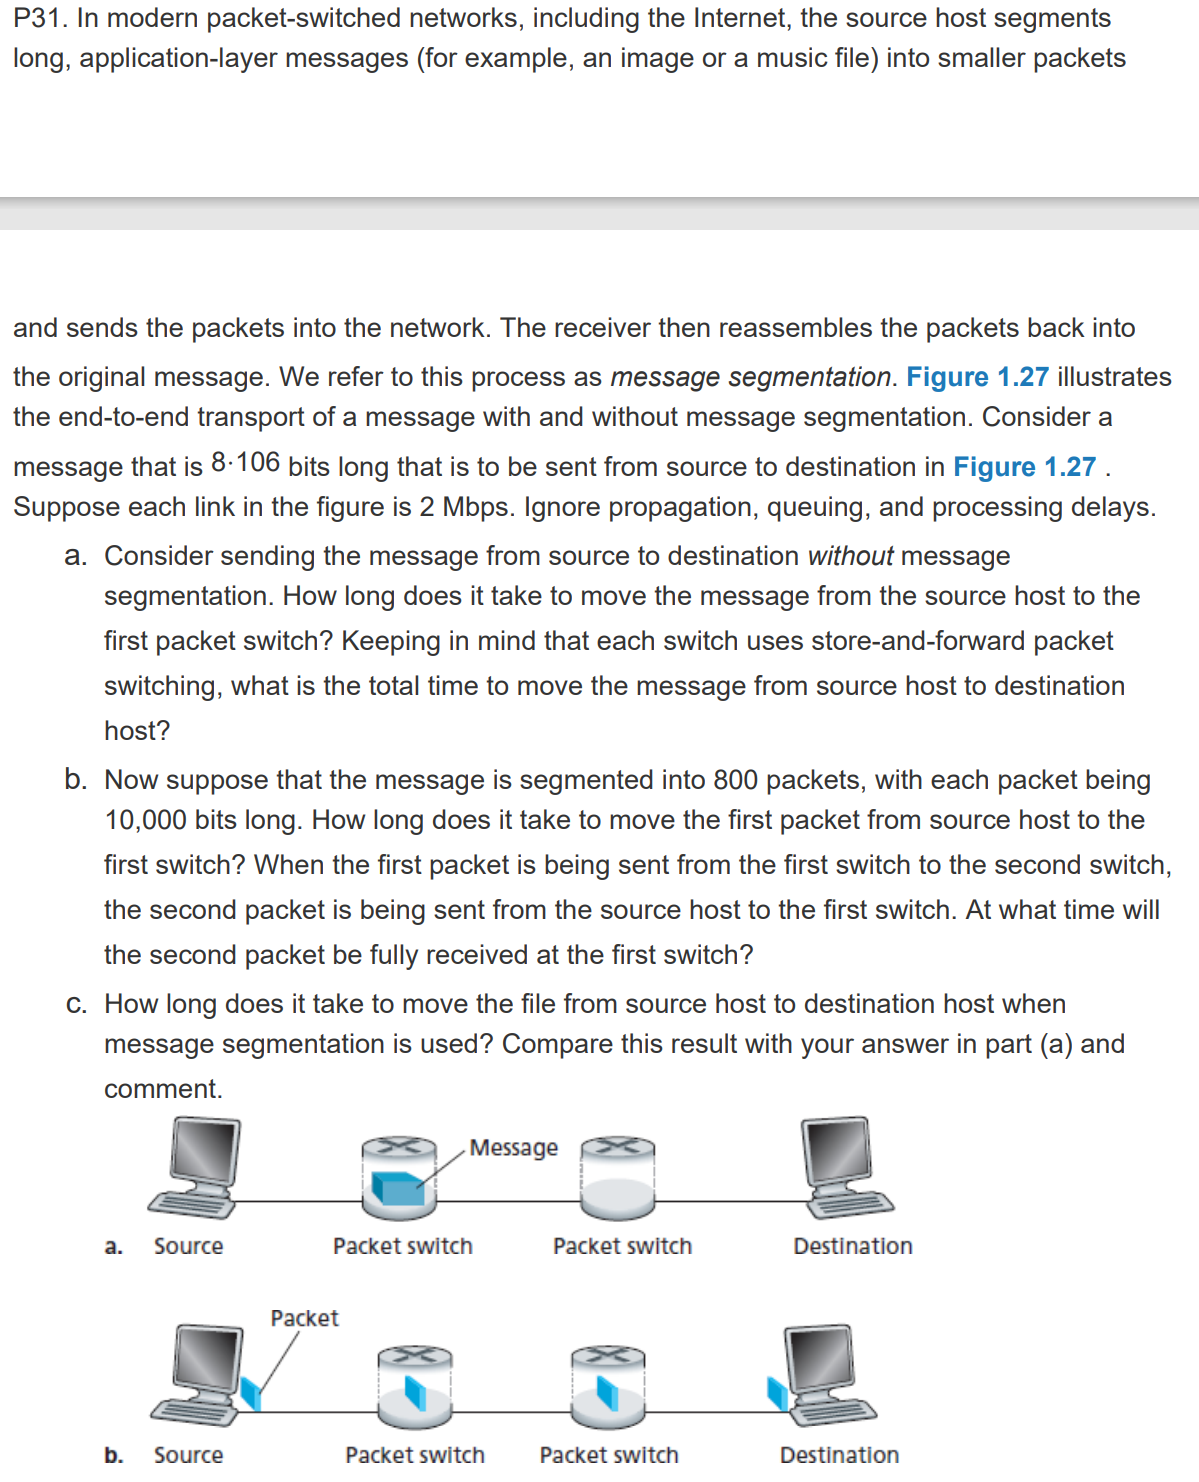 P31. In modern packet-switched networks, including the Internet, the source host segments
long, application-layer messages (for example, an image or a music file) into smaller packets
and sends the packets into the network. The receiver then reassembles the packets back into
the original message. We refer to this process as message segmentation. Figure 1.27 illustrates
the end-to-end transport of a message with and without message segmentation. Consider a
message that is 8⋅106 bits long that is to be sent from source to destination in Figure 1.27 .
Suppose each link in the figure is 2 Mbps. Ignore propagation, queuing, and processing delays.
a. Consider sending the message from source to destination without message
segmentation. How long does it take to move the message from the source host to the
first packet switch? Keeping in mind that each switch uses store-and-forward packet
switching, what is the total time to move the message from source host to destination
host?
b. Now suppose that the message is segmented into 800 packets, with each packet being
10,000 bits long. How long does it take to move the first packet from source host to the
first switch? When the first packet is being sent from the first switch to the second switch,
the second packet is being sent from the source host to the first switch. At what time will
the second packet be fully received at the first switch?
c. How long does it take to move the file from source host to destination host when
message segmentation is used? Compare this result with your answer in part (a) and
comment.
Message
a. Source Packet switch Packet switch Destination
Packet
b. Source Packet switch Packet switch Destination